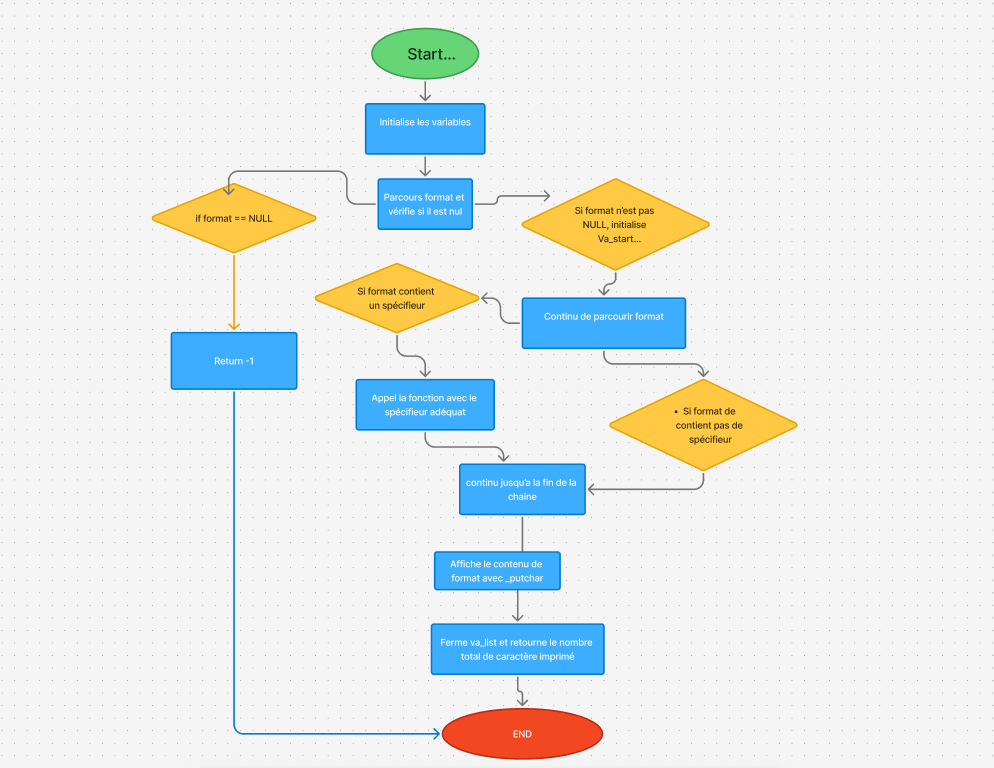 Start...
Initialise les variables
Parcours format et
vérifie si il est nul
if format == NULL
Si format n'est pas
NULL, initialise
Va_start...
Si format contient
un spécifieur
Continu de parcourir format
Return -1
Appel la fonction avec le
spécifieur adéquat
• Si format de
contient pas de
spécifieur
continu jusqu'a la fin de la
chaine
Affiche le contenu de
format avec _putchar
Ferme va_list et retourne le nombre
total de caractère imprimé
END